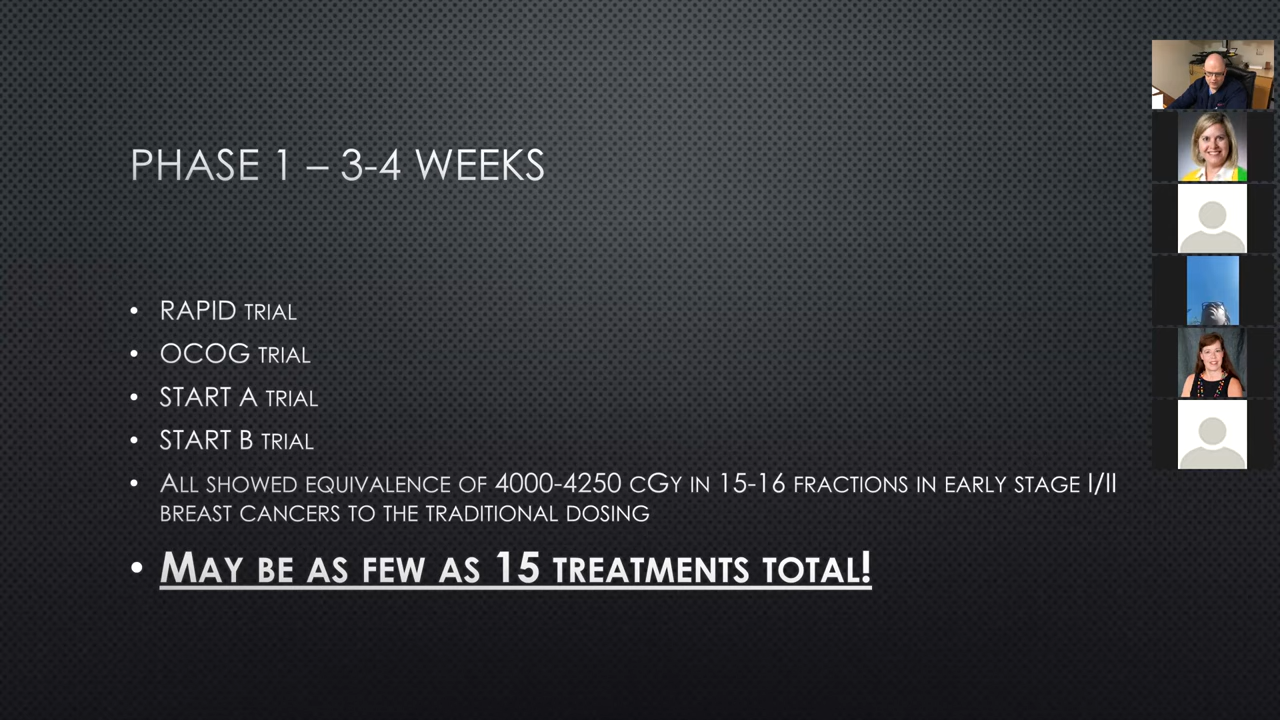 PHASE 1 – 3-4 WEEKS
• RAPID TRIAL
• OCOG TRIAL
• START A TRIAL
• START B TRIAL
• ALL SHOWED EQUIVALENCE OF 4000-4250 CGY IN 15-16 FRACTIONS IN EARLY STAGE I/II
BREAST CANCERS TO THE TRADITIONAL DOSING
• MAY BE AS FEW AS 15 TREATMENTS TOTAL!